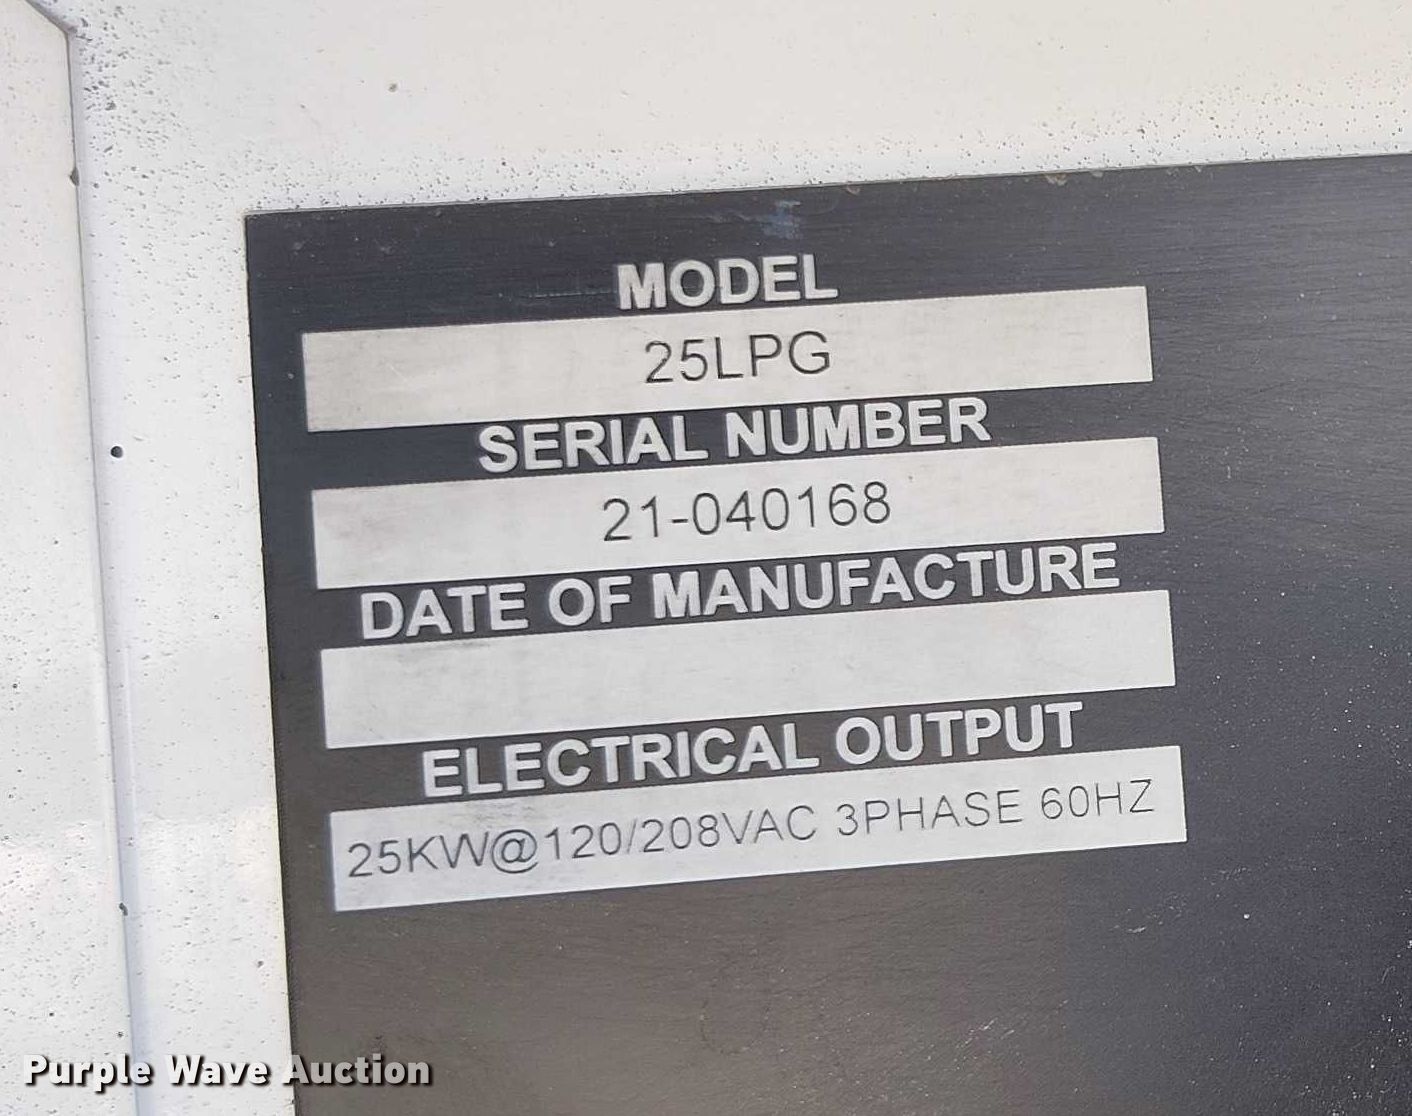 MODEL
25LPG
SERIAL NUMBER
21-040168
DATE OF MANUFACTURE
ELECTRICAL OUTPUT
25KW@120/208VAC 3PHASE 60HZ
Purple Wave Auction